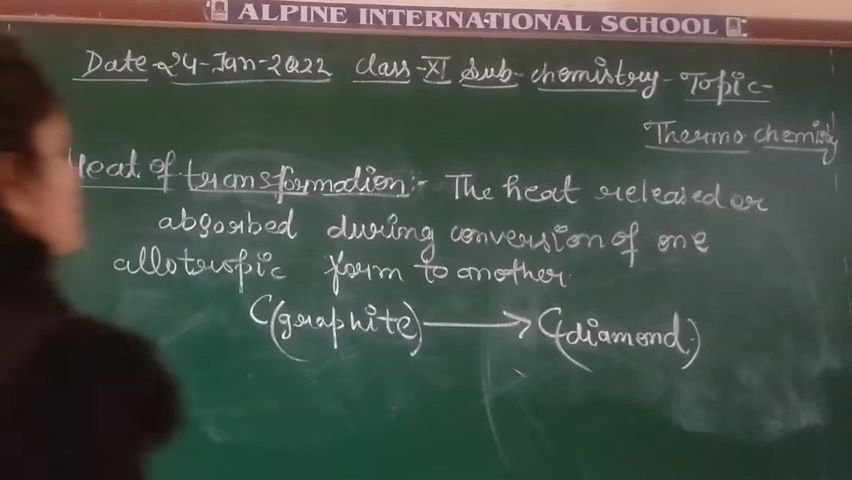 ALPINE INTERNATIONAL SCHOOL
Date-24-Jan-2022 Class-XI Sub-chemistry-Topic-
Thermo chemistry
Heat of transformation:- The heat released or
absorbed during conversion of one
allotropic form to another.
C(graphite) → C(diamond)